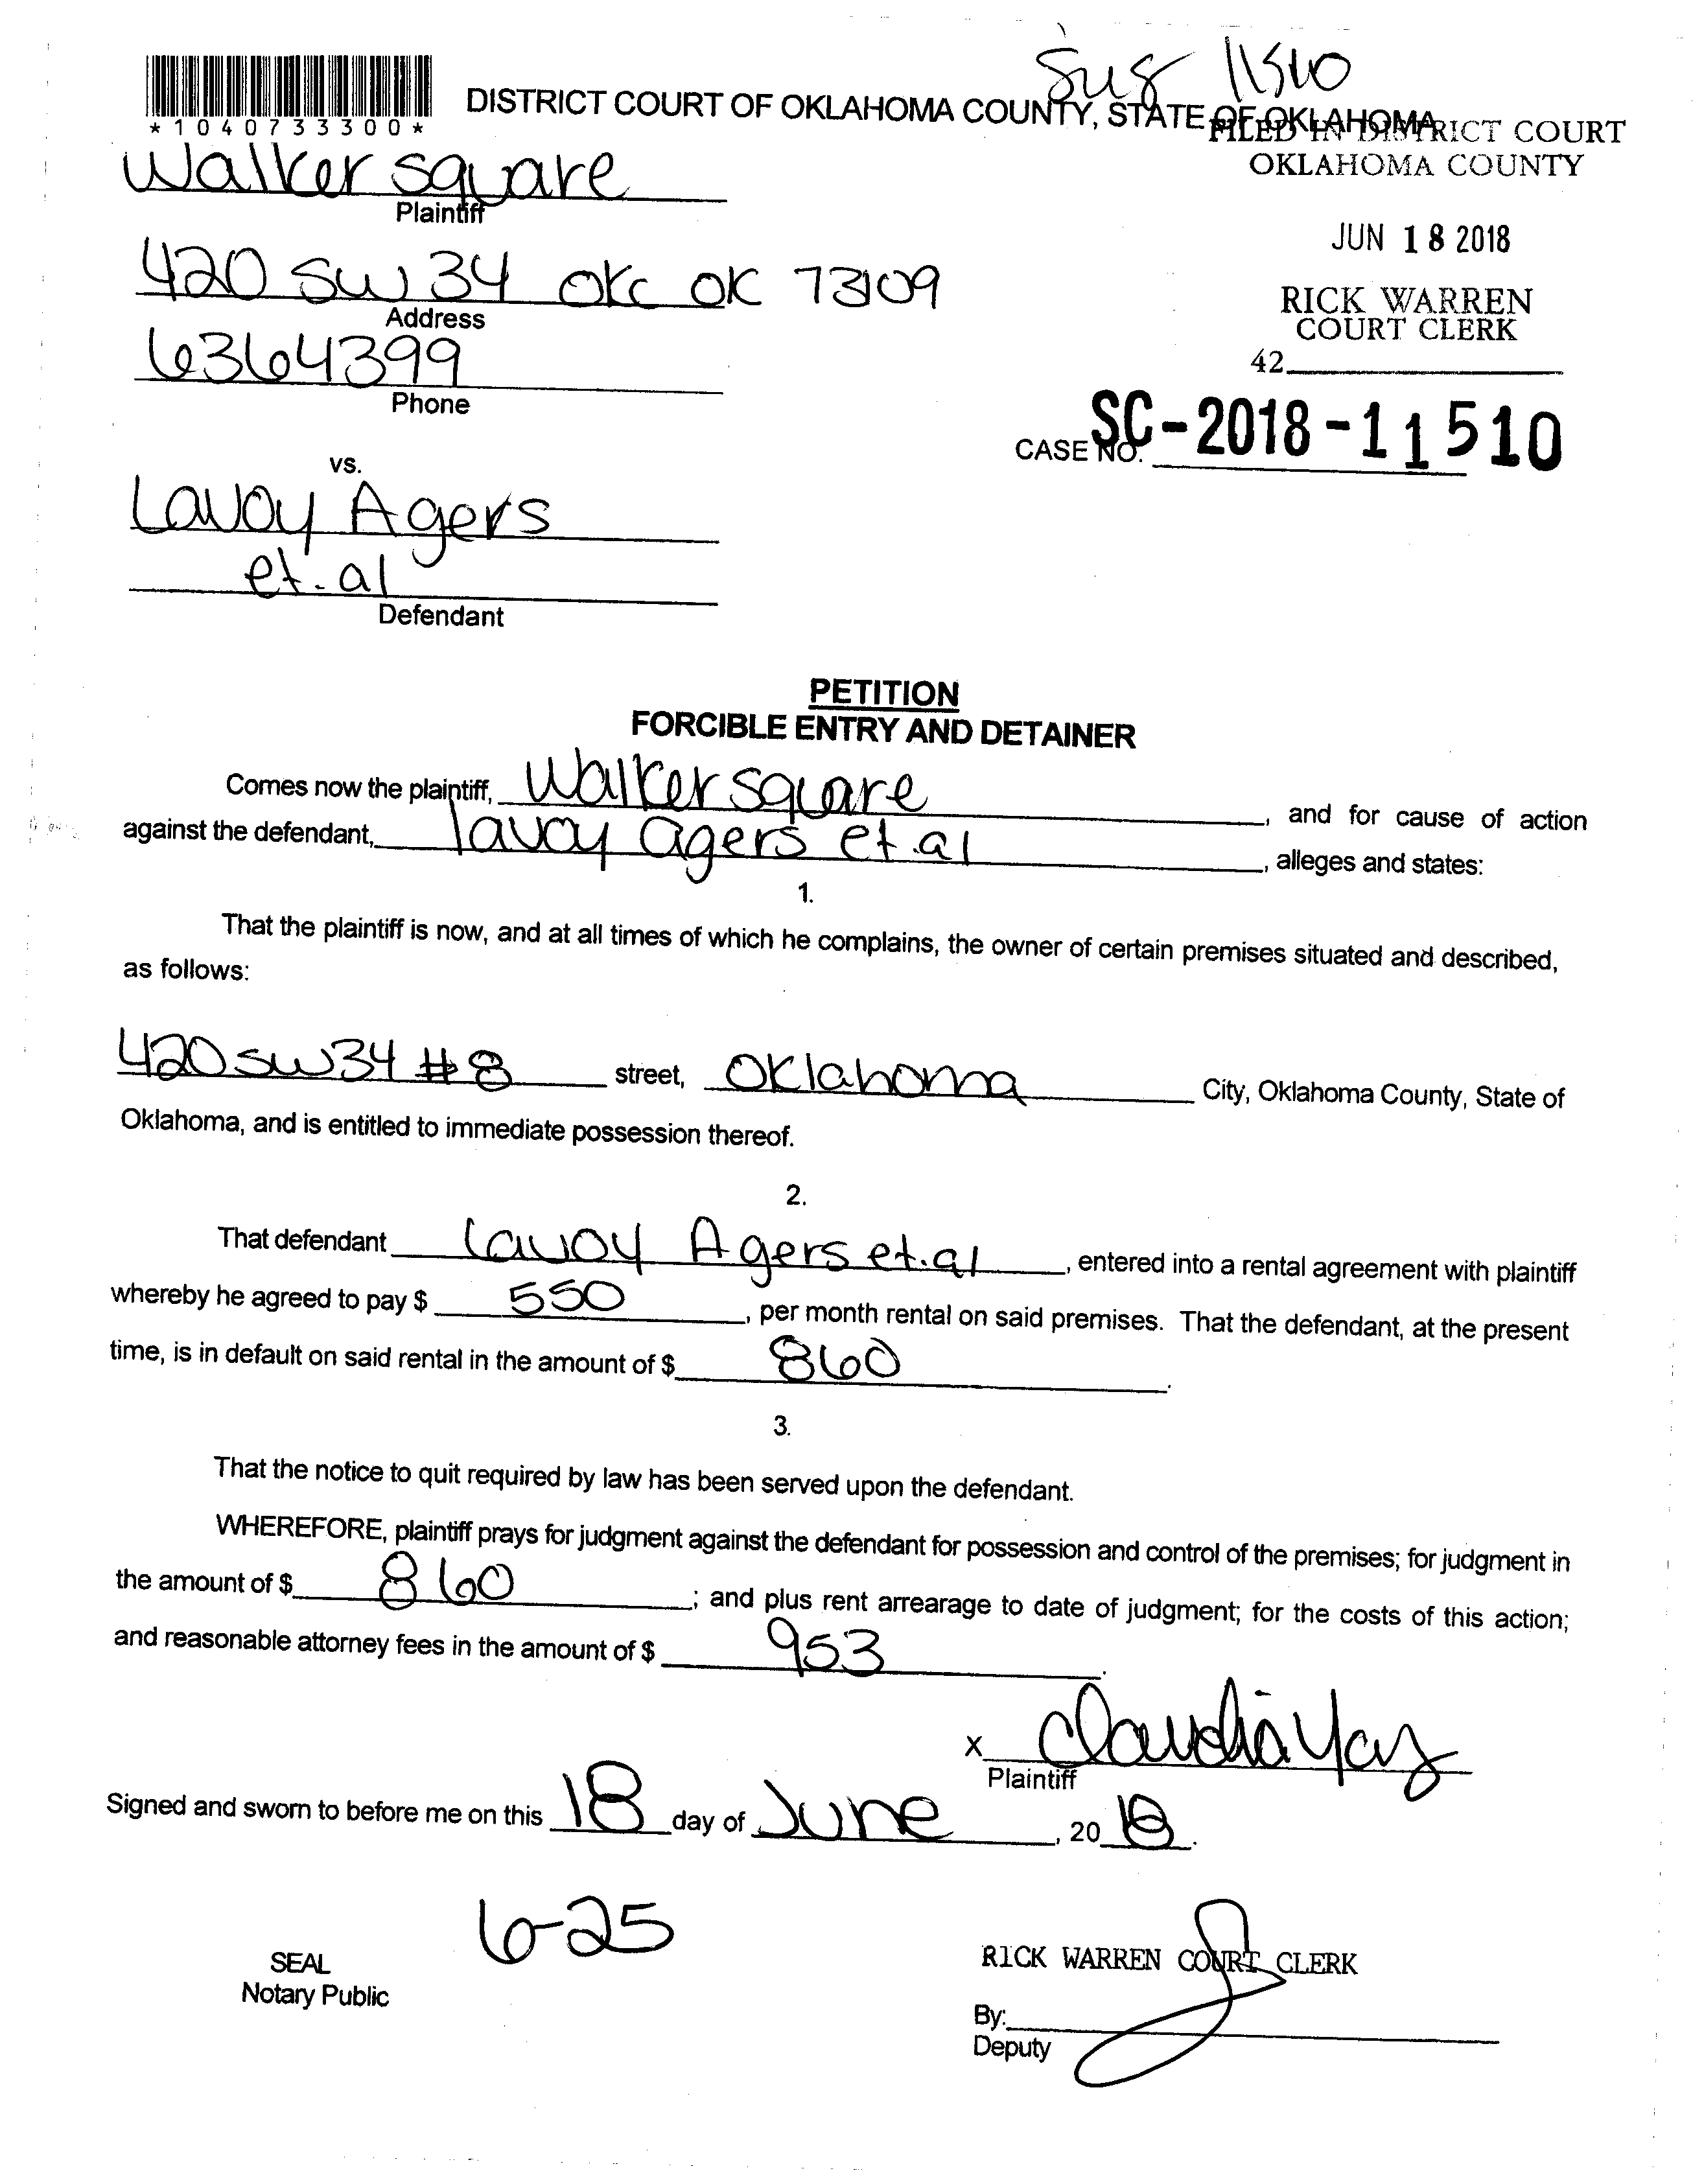 *1040733300*
DISTRICT COURT OF OKLAHOMA COUNTY, STATE OF OKLAHOMA
FILED IN DISTRICT COURT
OKLAHOMA COUNTY
JUN 18 2018
RICK WARREN
COURT CLERK
42
CASE NO. SC-2018-11510
Walker square
Plaintiff
420 SW 34 OKC OK 73109
Address
6364399
Phone
vs.
Lavoy Agers
et.al
Defendant
PETITION
FORCIBLE ENTRY AND DETAINER
Comes now the plaintiff, Walker square, and for cause of action
against the defendant, lavoy agers et.al, alleges and states:
1.
That the plaintiff is now, and at all times of which he complains, the owner of certain premises situated and described,
as follows:
420 SW 34 #8 street, Oklahoma City, Oklahoma County, State of
Oklahoma, and is entitled to immediate possession thereof.
2.
That defendant Lavoy Agers et.al, entered into a rental agreement with plaintiff
whereby he agreed to pay $ 550, per month rental on said premises. That the defendant, at the present
time, is in default on said rental in the amount of $ 860.
3.
That the notice to quit required by law has been served upon the defendant.
WHEREFORE, plaintiff prays for judgment against the defendant for possession and control of the premises; for judgment in
the amount of $ 860; and plus rent arrearage to date of judgment; for the costs of this action;
and reasonable attorney fees in the amount of $ 953.
x Claudia
Plaintiff
Signed and sworn to before me on this 18 day of June, 2018.
6-25
SEAL
Notary Public
RICK WARREN COURT CLERK
By:
Deputy